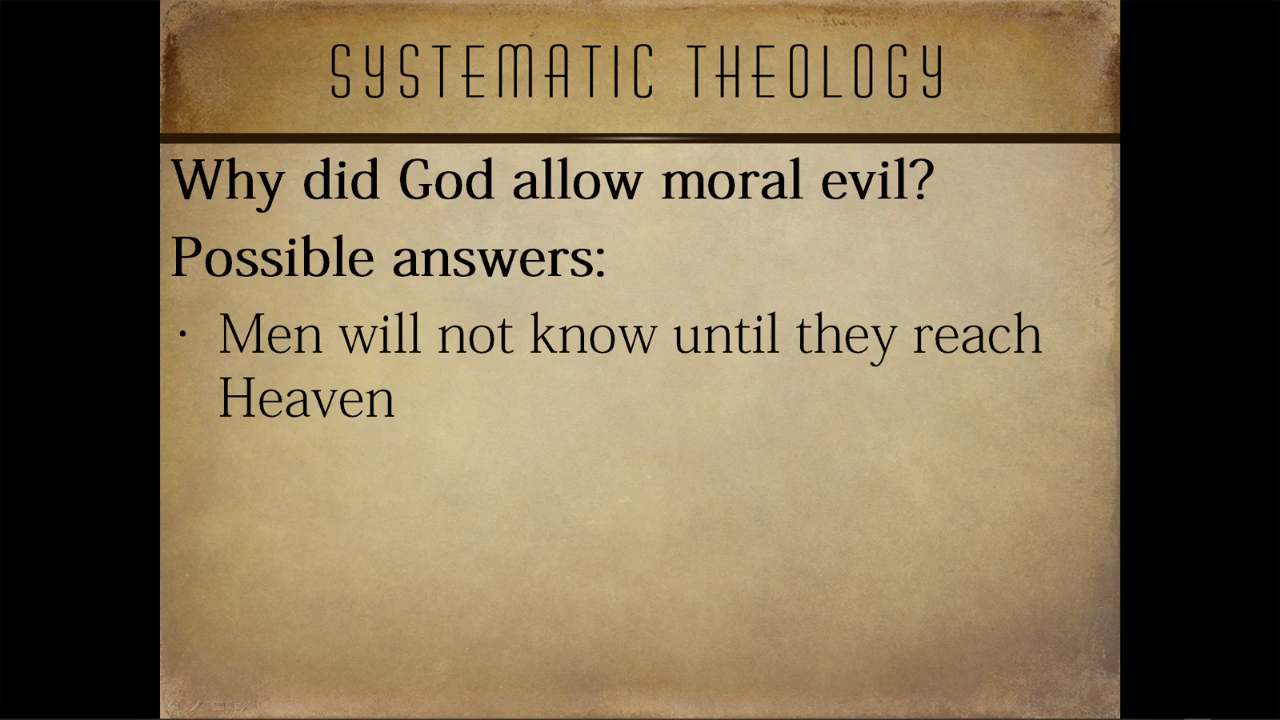 SYSTEMATIC THEOLOGY
Why did God allow moral evil?
Possible answers:
· Men will not know until they reach
Heaven